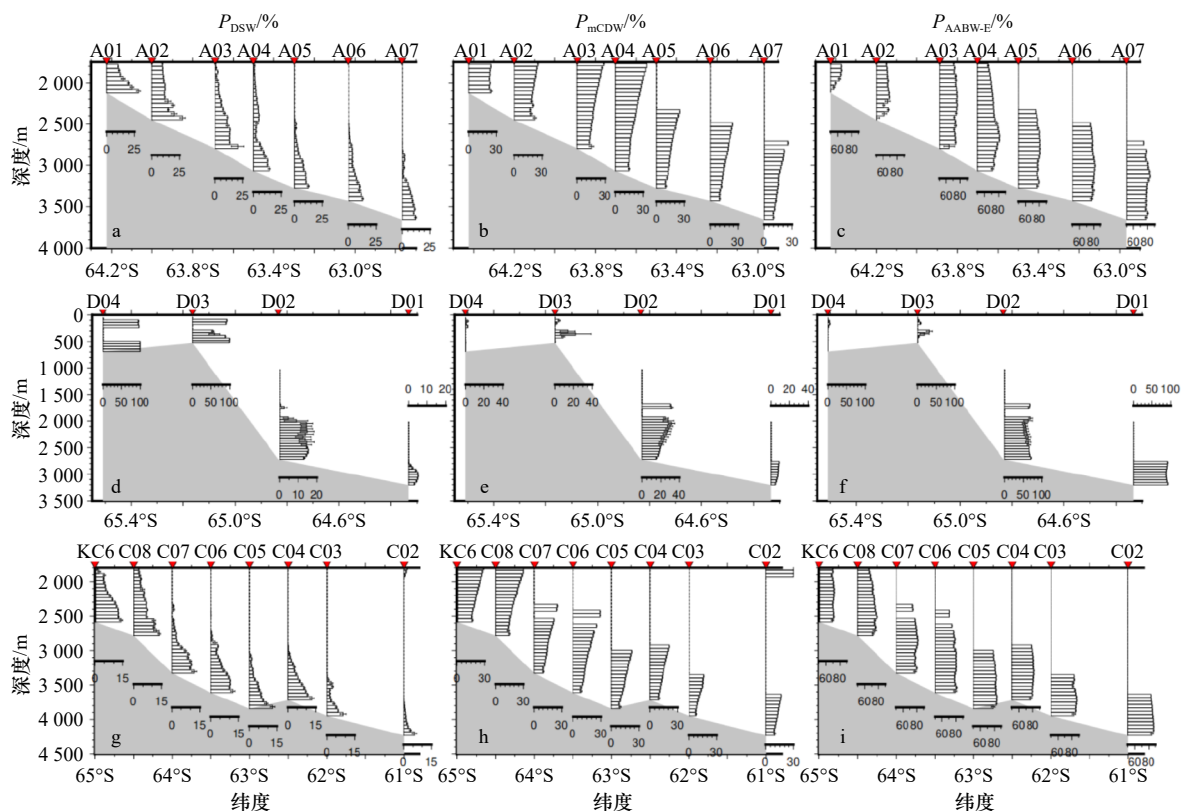 P_DSW/% P_mCDW/% P_AABW-E/%
A01 A02 A03 A04 A05 A06 A07 A01 A02 A03 A04 A05 A06 A07 A01 A02 A03 A04 A05 A06 A07
深度/m
2 000
2 500
3 000
3 500
4 000
0 25 0 25 0 25 0 25 0 25 0 25 0 25
0 30 0 30 0 30 0 30 0 30 0 30 0 30
60 80 60 80 60 80 60 80 60 80 60 80 60 80
a b c
64.2°S 63.8°S 63.4°S 63.0°S 64.2°S 63.8°S 63.4°S 63.0°S 64.2°S 63.8°S 63.4°S 63.0°S
D04 D03 D02 D01 D04 D03 D02 D01 D04 D03 D02 D01
深度/m
0
500
1 000
1 500
2 000
2 500
3 000
3 500
0 50 100 0 50 100 0 10 20 0 10 20
0 20 40 0 20 40 0 20 40 0 20 40
0 50 100 0 50 100 0 50 100 0 50 100
d e f
65.4°S 65.0°S 64.6°S 65.4°S 65.0°S 64.6°S 65.4°S 65.0°S 64.6°S
KC6 C08 C07 C06 C05 C04 C03 C02 KC6 C08 C07 C06 C05 C04 C03 C02 KC6 C08 C07 C06 C05 C04 C03 C02
深度/m
2 000
2 500
3 000
3 500
4 000
4 500
0 15 0 15 0 15 0 15 0 15 0 15 0 15 0 15
0 30 0 30 0 30 0 30 0 30 0 30 0 30 0 30
60 80 60 80 60 80 60 80 60 80 60 80 60 80 60 80
g h i
65°S 64°S 63°S 62°S 61°S 65°S 64°S 63°S 62°S 61°S 65°S 64°S 63°S 62°S 61°S
纬度 纬度 纬度